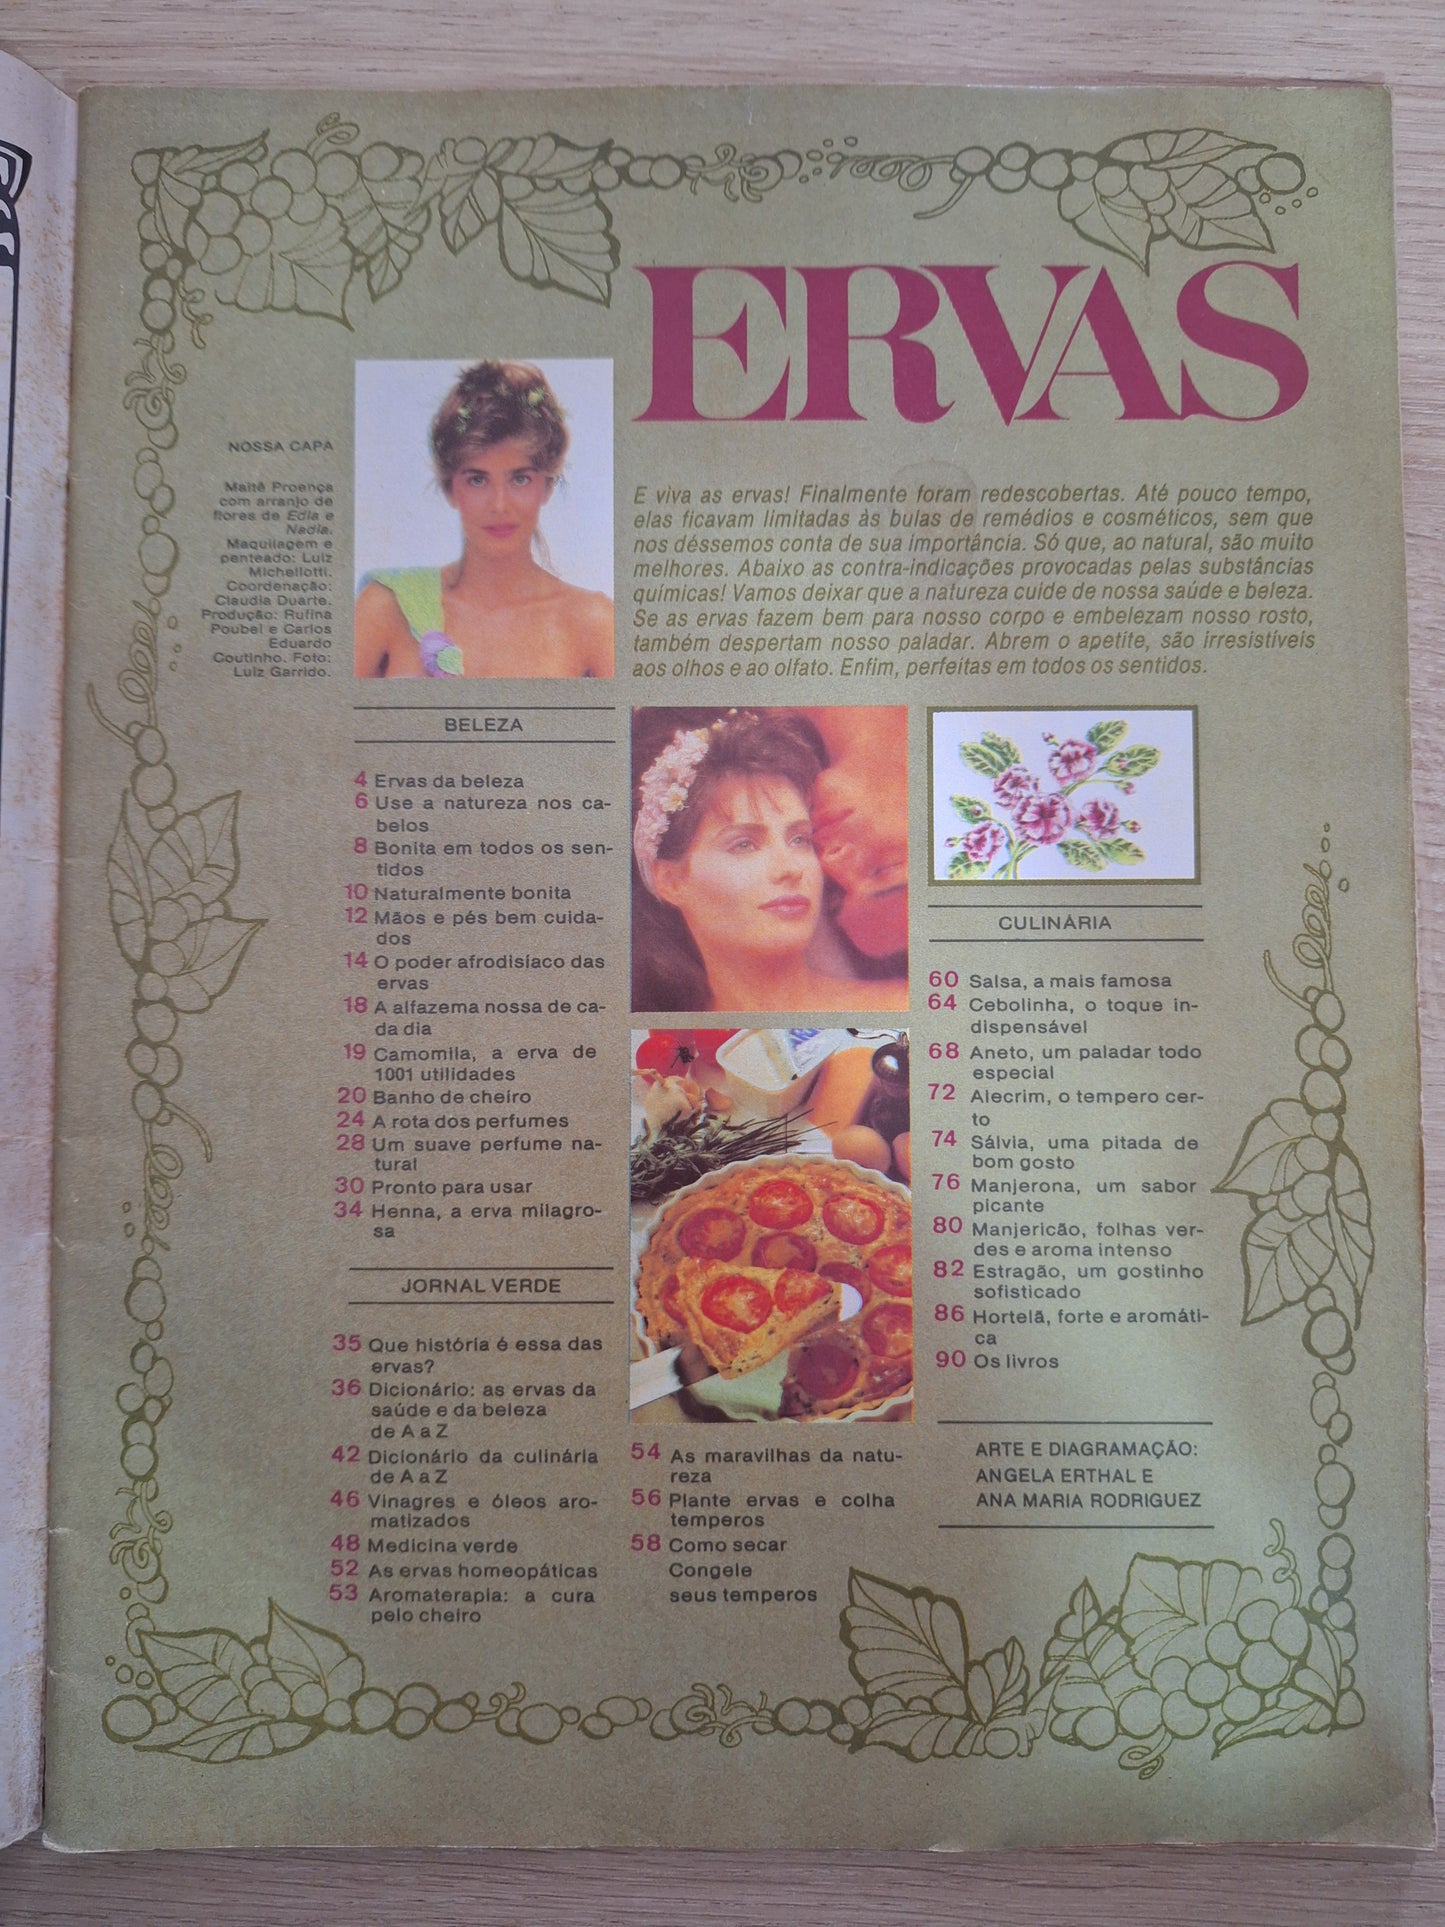 ERVAS
NOSSA CAPA
Maitê Proença
com arranjo de
flores de Edla e
Nadia.
Maquilagem e
penteado: Luiz
Michellotti.
Coordenação:
Claudia Duarte.
Produção: Rufina
Poubel e Carlos
Eduardo
Coutinho. Foto:
Luiz Garrido.
E viva as ervas! Finalmente foram redescobertas. Até pouco tempo,
elas ficavam limitadas às bulas de remédios e cosméticos, sem que
nos déssemos conta de sua importância. Só que, ao natural, são muito
melhores. Abaixo as contra-indicações provocadas pelas substâncias
químicas! Vamos deixar que a natureza cuide de nossa saúde e beleza.
Se as ervas fazem bem para nosso corpo e embelezam nosso rosto,
também despertam nosso paladar. Abrem o apetite, são irresistíveis
aos olhos e ao olfato. Enfim, perfeitas em todos os sentidos.
BELEZA
4 Ervas da beleza
6 Use a natureza nos ca-
belos
8 Bonita em todos os sen-
tidos
10 Naturalmente bonita
12 Mãos e pés bem cuida-
dos
14 O poder afrodisíaco das
ervas
18 A alfazema nossa de ca-
da dia
19 Camomila, a erva de
1001 utilidades
20 Banho de cheiro
24 A rota dos perfumes
28 Um suave perfume na-
tural
30 Pronto para usar
34 Henna, a erva milagro-
sa
JORNAL VERDE
35 Que história é essa das
ervas?
36 Dicionário: as ervas da
saúde e da beleza
de A a Z
42 Dicionário da culinária
de A a Z
46 Vinagres e óleos aro-
matizados
48 Medicina verde
52 As ervas homeopáticas
53 Aromaterapia: a cura
pelo cheiro
54 As maravilhas da natu-
reza
56 Plante ervas e colha
temperos
58 Como secar
Congele
seus temperos
CULINÁRIA
60 Salsa, a mais famosa
64 Cebolinha, o toque in-
dispensável
68 Aneto, um paladar todo
especial
72 Alecrim, o tempero cer-
to
74 Sálvia, uma pitada de
bom gosto
76 Manjerona, um sabor
picante
80 Manjericão, folhas ver-
des e aroma intenso
82 Estragão, um gostinho
sofisticado
86 Hortelã, forte e aromáti-
ca
90 Os livros
ARTE E DIAGRAMAÇÃO:
ANGELA ERTHAL E
ANA MARIA RODRIGUEZ